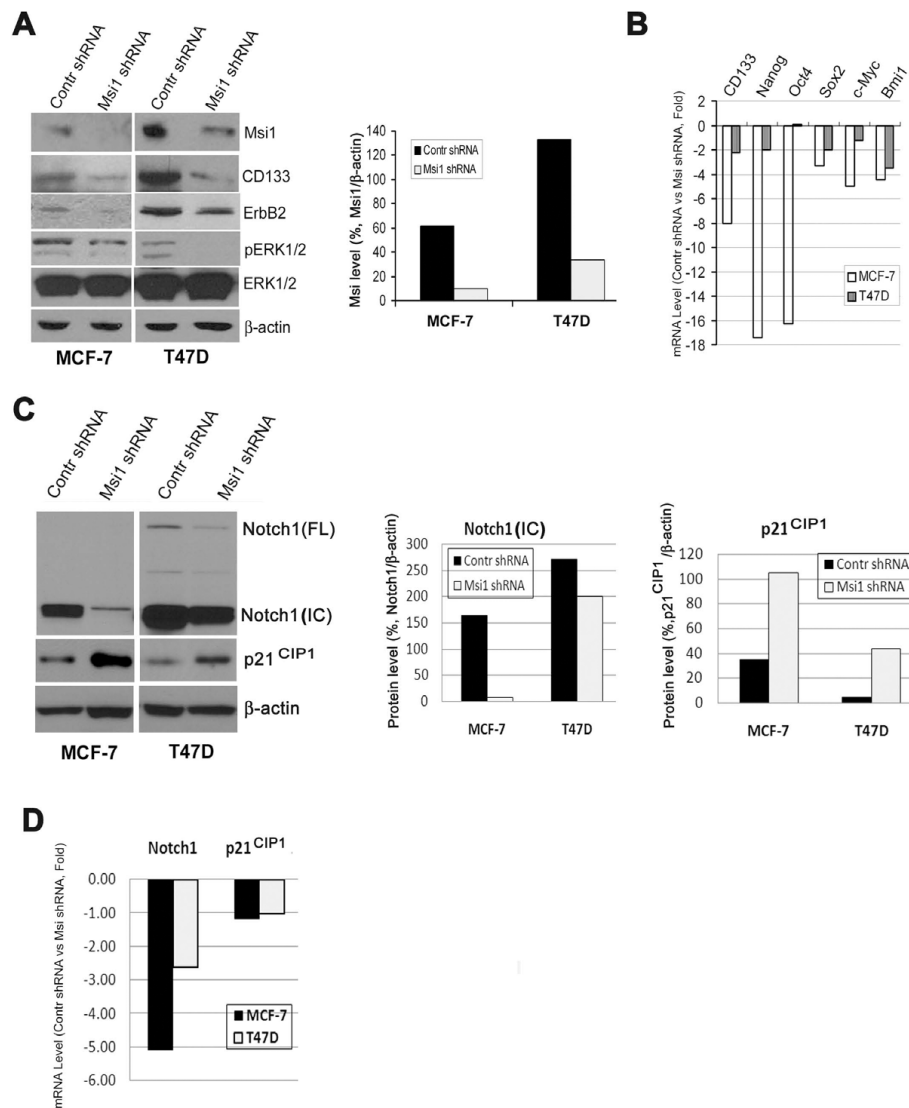 A
Contr shRNA
Msi1 shRNA
Contr shRNA
Msi1 shRNA
Msi1
CD133
ErbB2
pERK1/2
ERK1/2
β-actin
MCF-7
T47D
Msi level (%, Msi1/β-actin)
140
120
100
80
60
40
20
0
Contr shRNA
Msi1 shRNA
MCF-7
T47D
B
CD133
Nanog
Oct4
Sox2
c-Myc
Bmi1
mRNA Level (Contr shRNA vs Msi shRNA, Fold)
2
0
-2
-4
-6
-8
-10
-12
-14
-16
-18
MCF-7
T47D
C
Contr shRNA
Msi1 shRNA
Contr shRNA
Msi1 shRNA
Notch1(FL)
Notch1(IC)
p21 CIP1
β-actin
MCF-7
T47D
Notch1(IC)
Protein level (%, Notch1/β-actin)
300
250
200
150
100
50
0
Contr shRNA
Msi1 shRNA
MCF-7
T47D
p21 CIP1
Protein level (%,p21CIP1/β-actin)
120
100
80
60
40
20
0
Contr shRNA
Msi1 shRNA
MCF-7
T47D
D
Notch1
p21 CIP1
mRNA Level (Contr shRNA vs Msi shRNA, Fold)
0.00
-1.00
-2.00
-3.00
-4.00
-5.00
-6.00
MCF-7
T47D